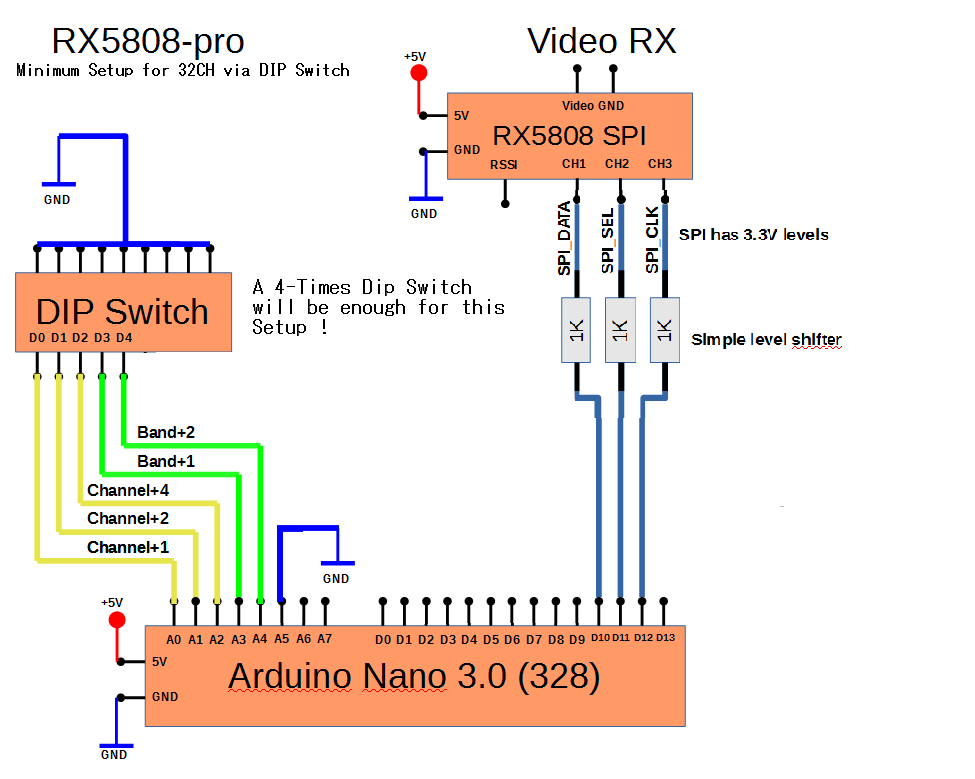 RX5808-pro
Minimum Setup for 32CH via DIP Switch
Video RX
+5V
Video GND
5V
RX5808 SPI
GND
RSSI
CH1
CH2
CH3
GND
GND
SPI_DATA
SPI_SEL
SPI_CLK
SPI has 3.3V levels
DIP Switch
D0 D1 D2 D3 D4
A 4-Times Dip Switch
will be enough for this
Setup !
1K
1K
1K
Simple level shifter
Band+2
Band+1
Channel+4
Channel+2
Channel+1
GND
+5V
A0 A1 A2 A3 A4 A5 A6 A7
D0 D1 D2 D3 D4 D5 D6 D7 D8 D9 D10 D11 D12 D13
5V
Arduino Nano 3.0 (328)
GND
GND